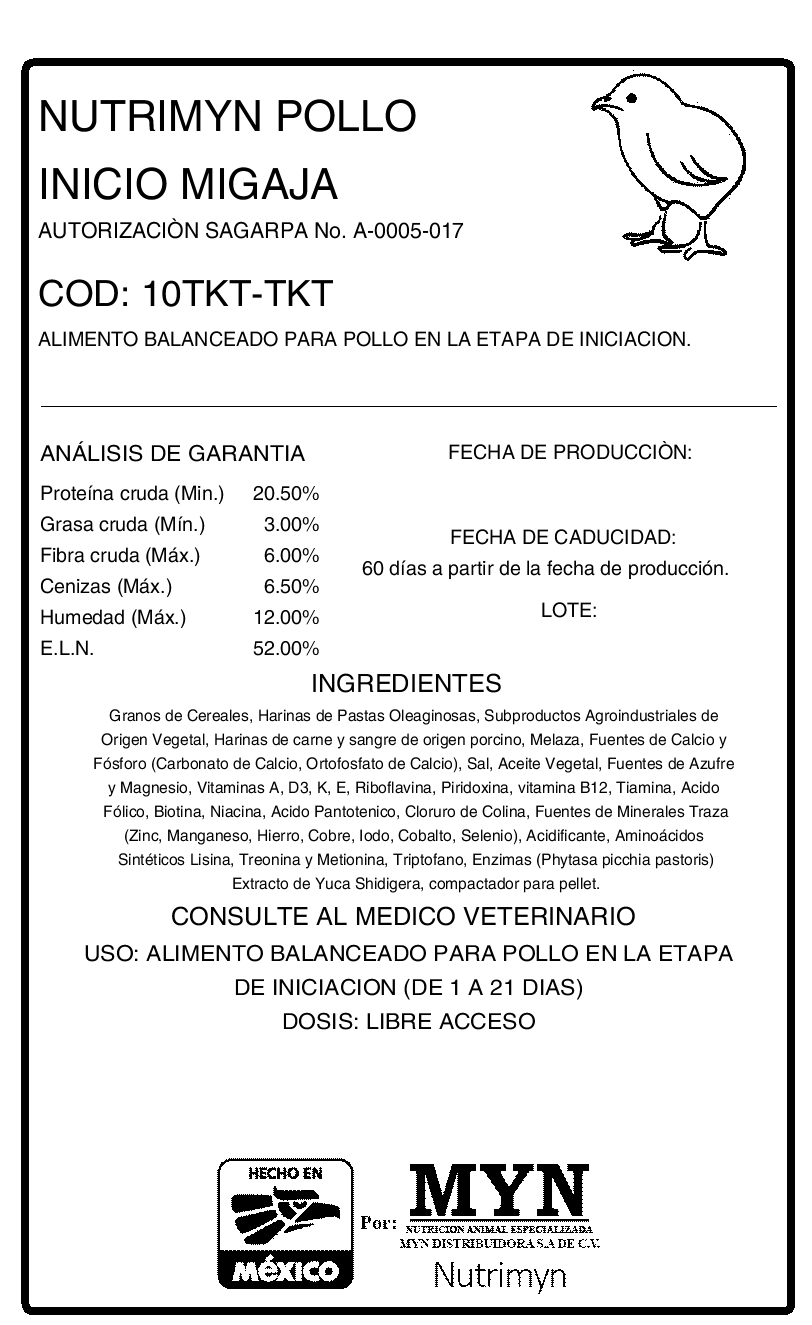 NUTRIMYN POLLO
INICIO MIGAJA
AUTORIZACIÒN SAGARPA No. A-0005-017
COD: 10TKT-TKT
ALIMENTO BALANCEADO PARA POLLO EN LA ETAPA DE INICIACION.
ANÁLISIS DE GARANTIA
Proteína cruda (Min.) 20.50%
Grasa cruda (Mín.) 3.00%
Fibra cruda (Máx.) 6.00%
Cenizas (Máx.) 6.50%
Humedad (Máx.) 12.00%
E.L.N. 52.00%
FECHA DE PRODUCCIÒN:
FECHA DE CADUCIDAD:
60 días a partir de la fecha de producción.
LOTE:
INGREDIENTES
Granos de Cereales, Harinas de Pastas Oleaginosas, Subproductos Agroindustriales de
Origen Vegetal, Harinas de carne y sangre de origen porcino, Melaza, Fuentes de Calcio y
Fósforo (Carbonato de Calcio, Ortofosfato de Calcio), Sal, Aceite Vegetal, Fuentes de Azufre
y Magnesio, Vitaminas A, D3, K, E, Riboflavina, Piridoxina, vitamina B12, Tiamina, Acido
Fólico, Biotina, Niacina, Acido Pantotenico, Cloruro de Colina, Fuentes de Minerales Traza
(Zinc, Manganeso, Hierro, Cobre, Iodo, Cobalto, Selenio), Acidificante, Aminoácidos
Sintéticos Lisina, Treonina y Metionina, Triptofano, Enzimas (Phytasa picchia pastoris)
Extracto de Yuca Shidigera, compactador para pellet.
CONSULTE AL MEDICO VETERINARIO
USO: ALIMENTO BALANCEADO PARA POLLO EN LA ETAPA
DE INICIACION (DE 1 A 21 DIAS)
DOSIS: LIBRE ACCESO
HECHO EN
MéXICO
Por:
MYN
NUTRICION ANIMAL ESPECIALIZADA
MYN DISTRIBUIDORA S.A DE C.V.
Nutrimyn